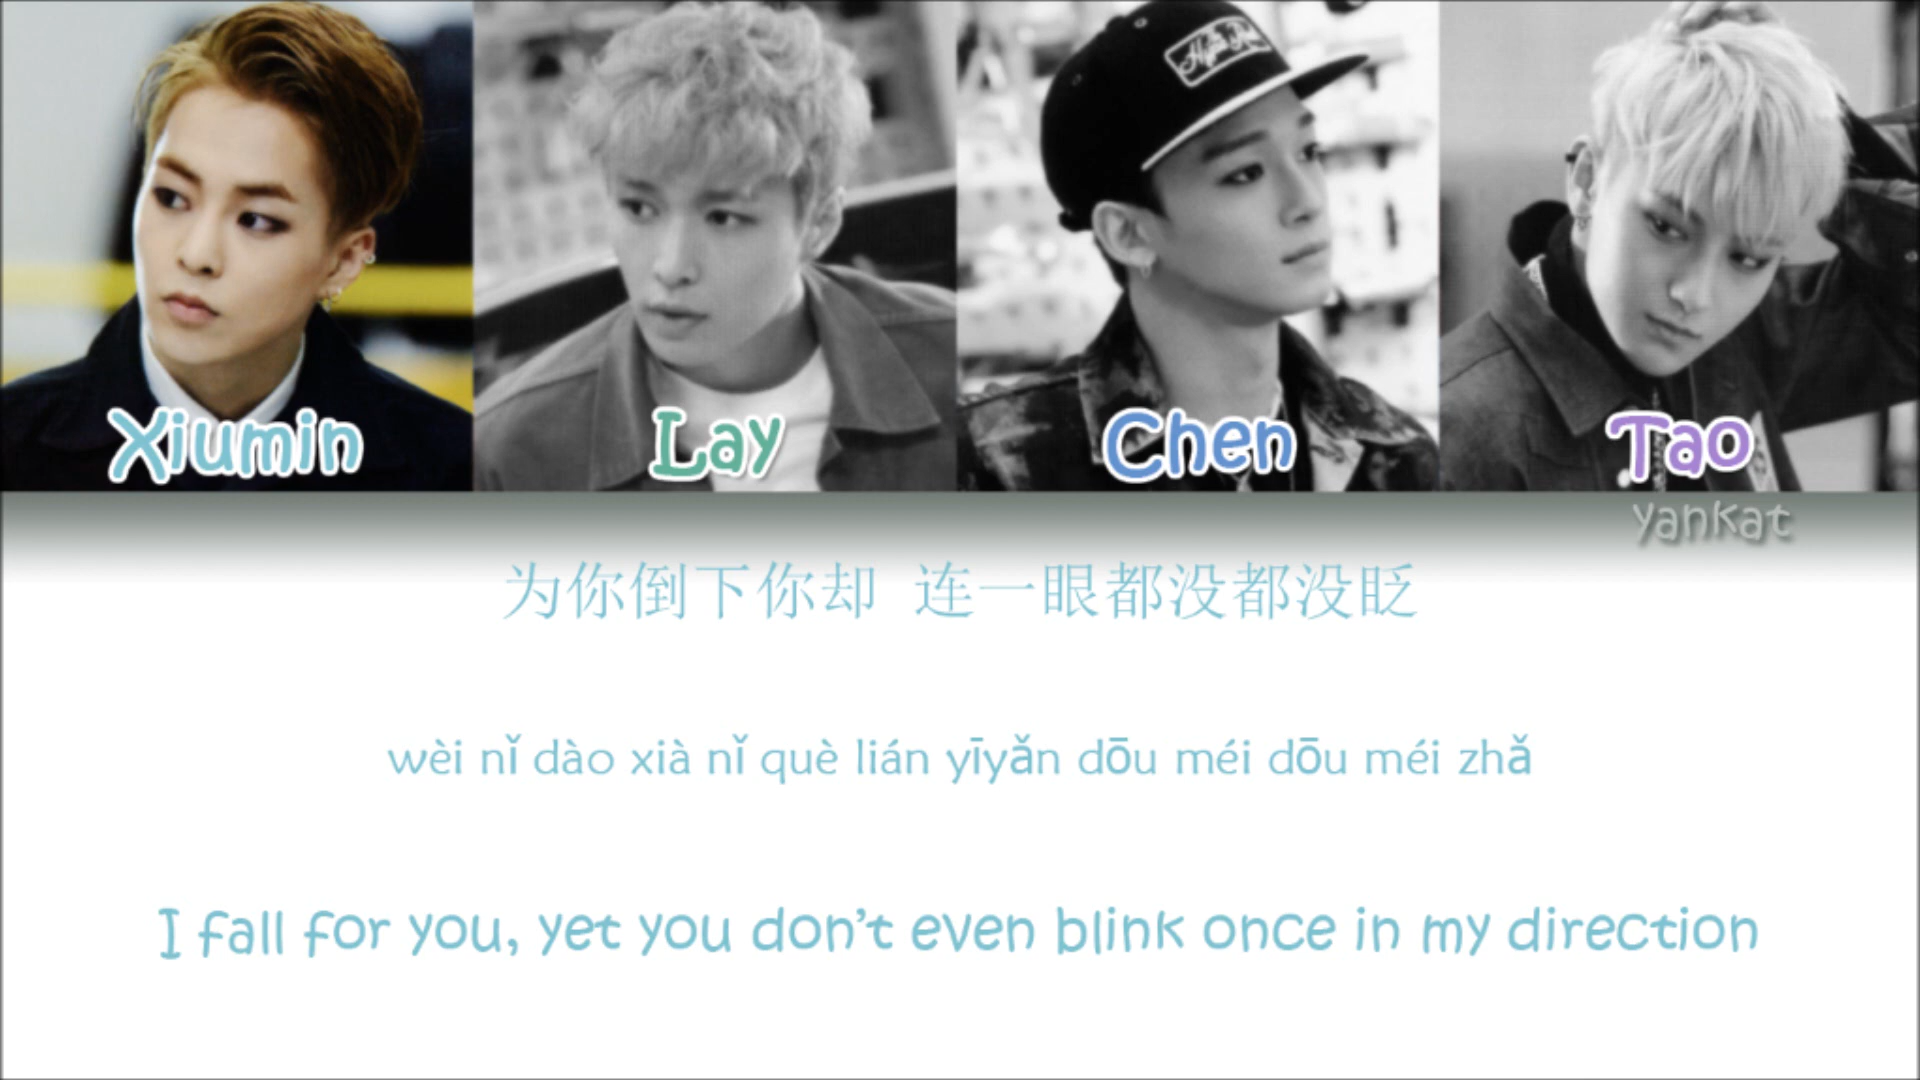 Xiumin Lay Chen Tao
yankat
为你倒下你却 连一眼都没都没眨
wèi nǐ dào xià nǐ què lián yīyǎn dōu méi dōu méi zhǎ
I fall for you, yet you don't even blink once in my direction